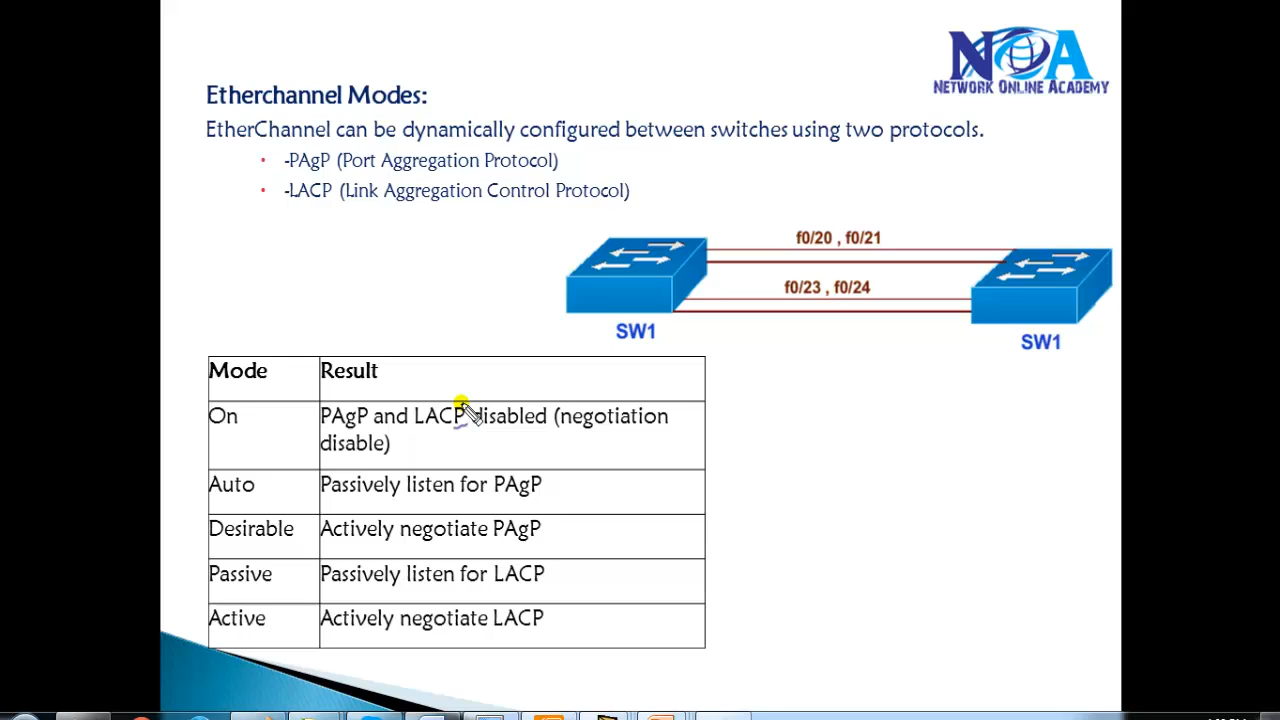 NOA
NETWORK ONLINE ACADEMY
Etherchannel Modes:
EtherChannel can be dynamically configured between switches using two protocols.
• -PAgP (Port Aggregation Protocol)
• -LACP (Link Aggregation Control Protocol)
f0/20 , f0/21
f0/23 , f0/24
SW1
SW1
Mode Result
On PAgP and LACP disabled (negotiation
disable)
Auto Passively listen for PAgP
Desirable Actively negotiate PAgP
Passive Passively listen for LACP
Active Actively negotiate LACP